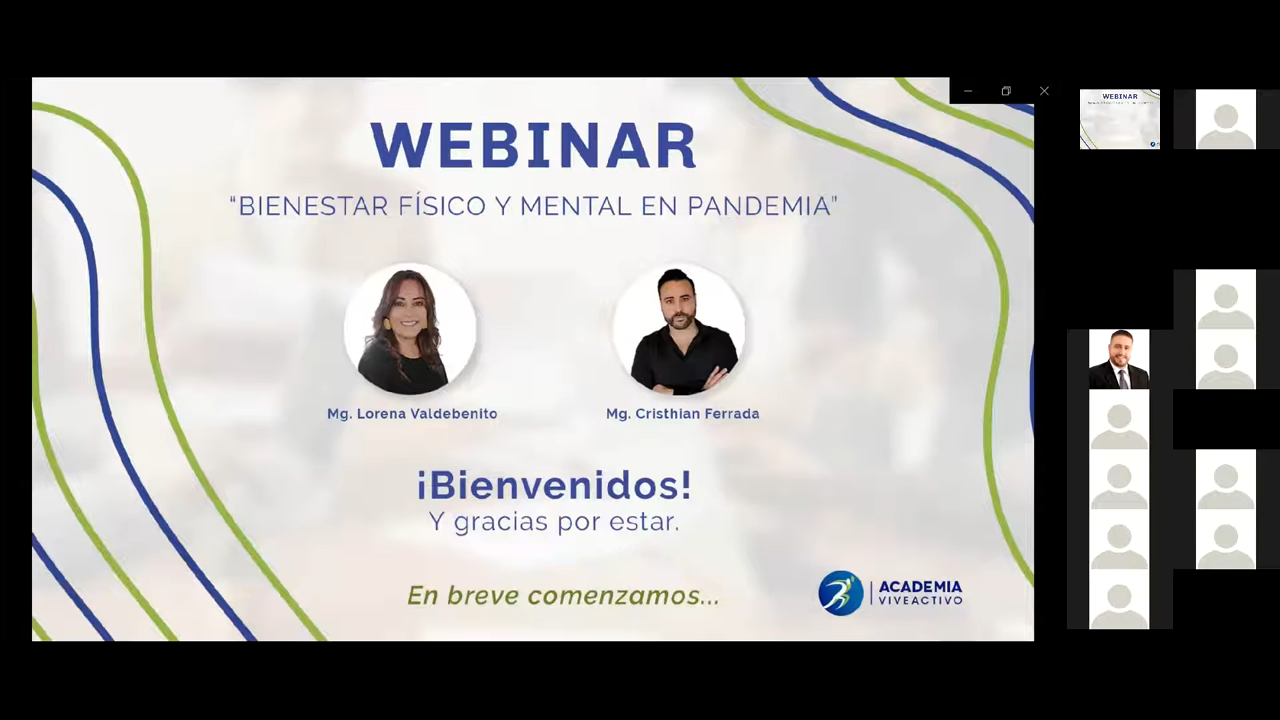 WEBINAR
“BIENESTAR FÍSICO Y MENTAL EN PANDEMIA”
Mg. Lorena Valdebenito
Mg. Cristhian Ferrada
¡Bienvenidos!
Y gracias por estar.
En breve comenzamos...
ACADEMIA
VIVEACTIVO
WEBINAR